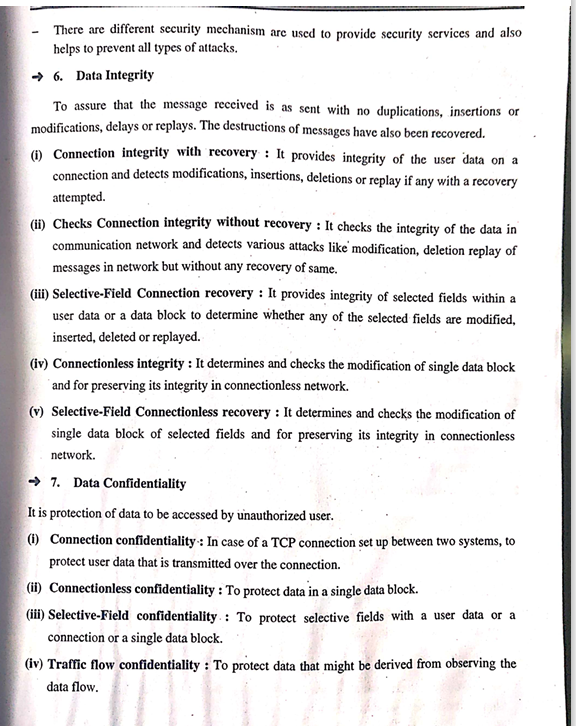 – There are different security mechanism are used to provide security services and also
helps to prevent all types of attacks.
→ 6. Data Integrity
To assure that the message received is as sent with no duplications, insertions or
modifications, delays or replays. The destructions of messages have also been recovered.
(i) Connection integrity with recovery : It provides integrity of the user data on a
connection and detects modifications, insertions, deletions or replay if any with a recovery
attempted.
(ii) Checks Connection integrity without recovery : It checks the integrity of the data in
communication network and detects various attacks like modification, deletion replay of
messages in network but without any recovery of same.
(iii) Selective-Field Connection recovery : It provides integrity of selected fields within a
user data or a data block to determine whether any of the selected fields are modified,
inserted, deleted or replayed.
(iv) Connectionless integrity : It determines and checks the modification of single data block
and for preserving its integrity in connectionless network.
(v) Selective-Field Connectionless recovery : It determines and checks the modification of
single data block of selected fields and for preserving its integrity in connectionless
network.
→ 7. Data Confidentiality
It is protection of data to be accessed by unauthorized user.
(i) Connection confidentiality : In case of a TCP connection set up between two systems, to
protect user data that is transmitted over the connection.
(ii) Connectionless confidentiality : To protect data in a single data block.
(iii) Selective-Field confidentiality : To protect selective fields with a user data or a
connection or a single data block.
(iv) Traffic flow confidentiality : To protect data that might be derived from observing the
data flow.